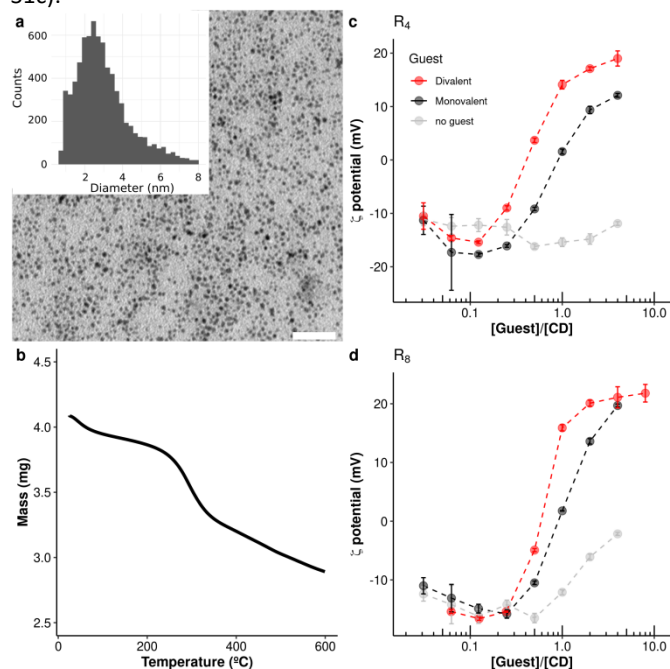 S1c).
a
600
400
200
0
Counts
2
4
6
8
Diameter (nm)
b
4.5
4.0
3.5
3.0
2.5
Mass (mg)
0
200
400
600
Temperature (ºC)
c
R4
Guest
Divalent
Monovalent
no guest
20
10
0
-10
-20
ζ potential (mV)
0.1
1.0
10.0
[Guest]/[CD]
d
R8
20
10
0
-10
ζ potential (mV)
0.1
1.0
10.0
[Guest]/[CD]